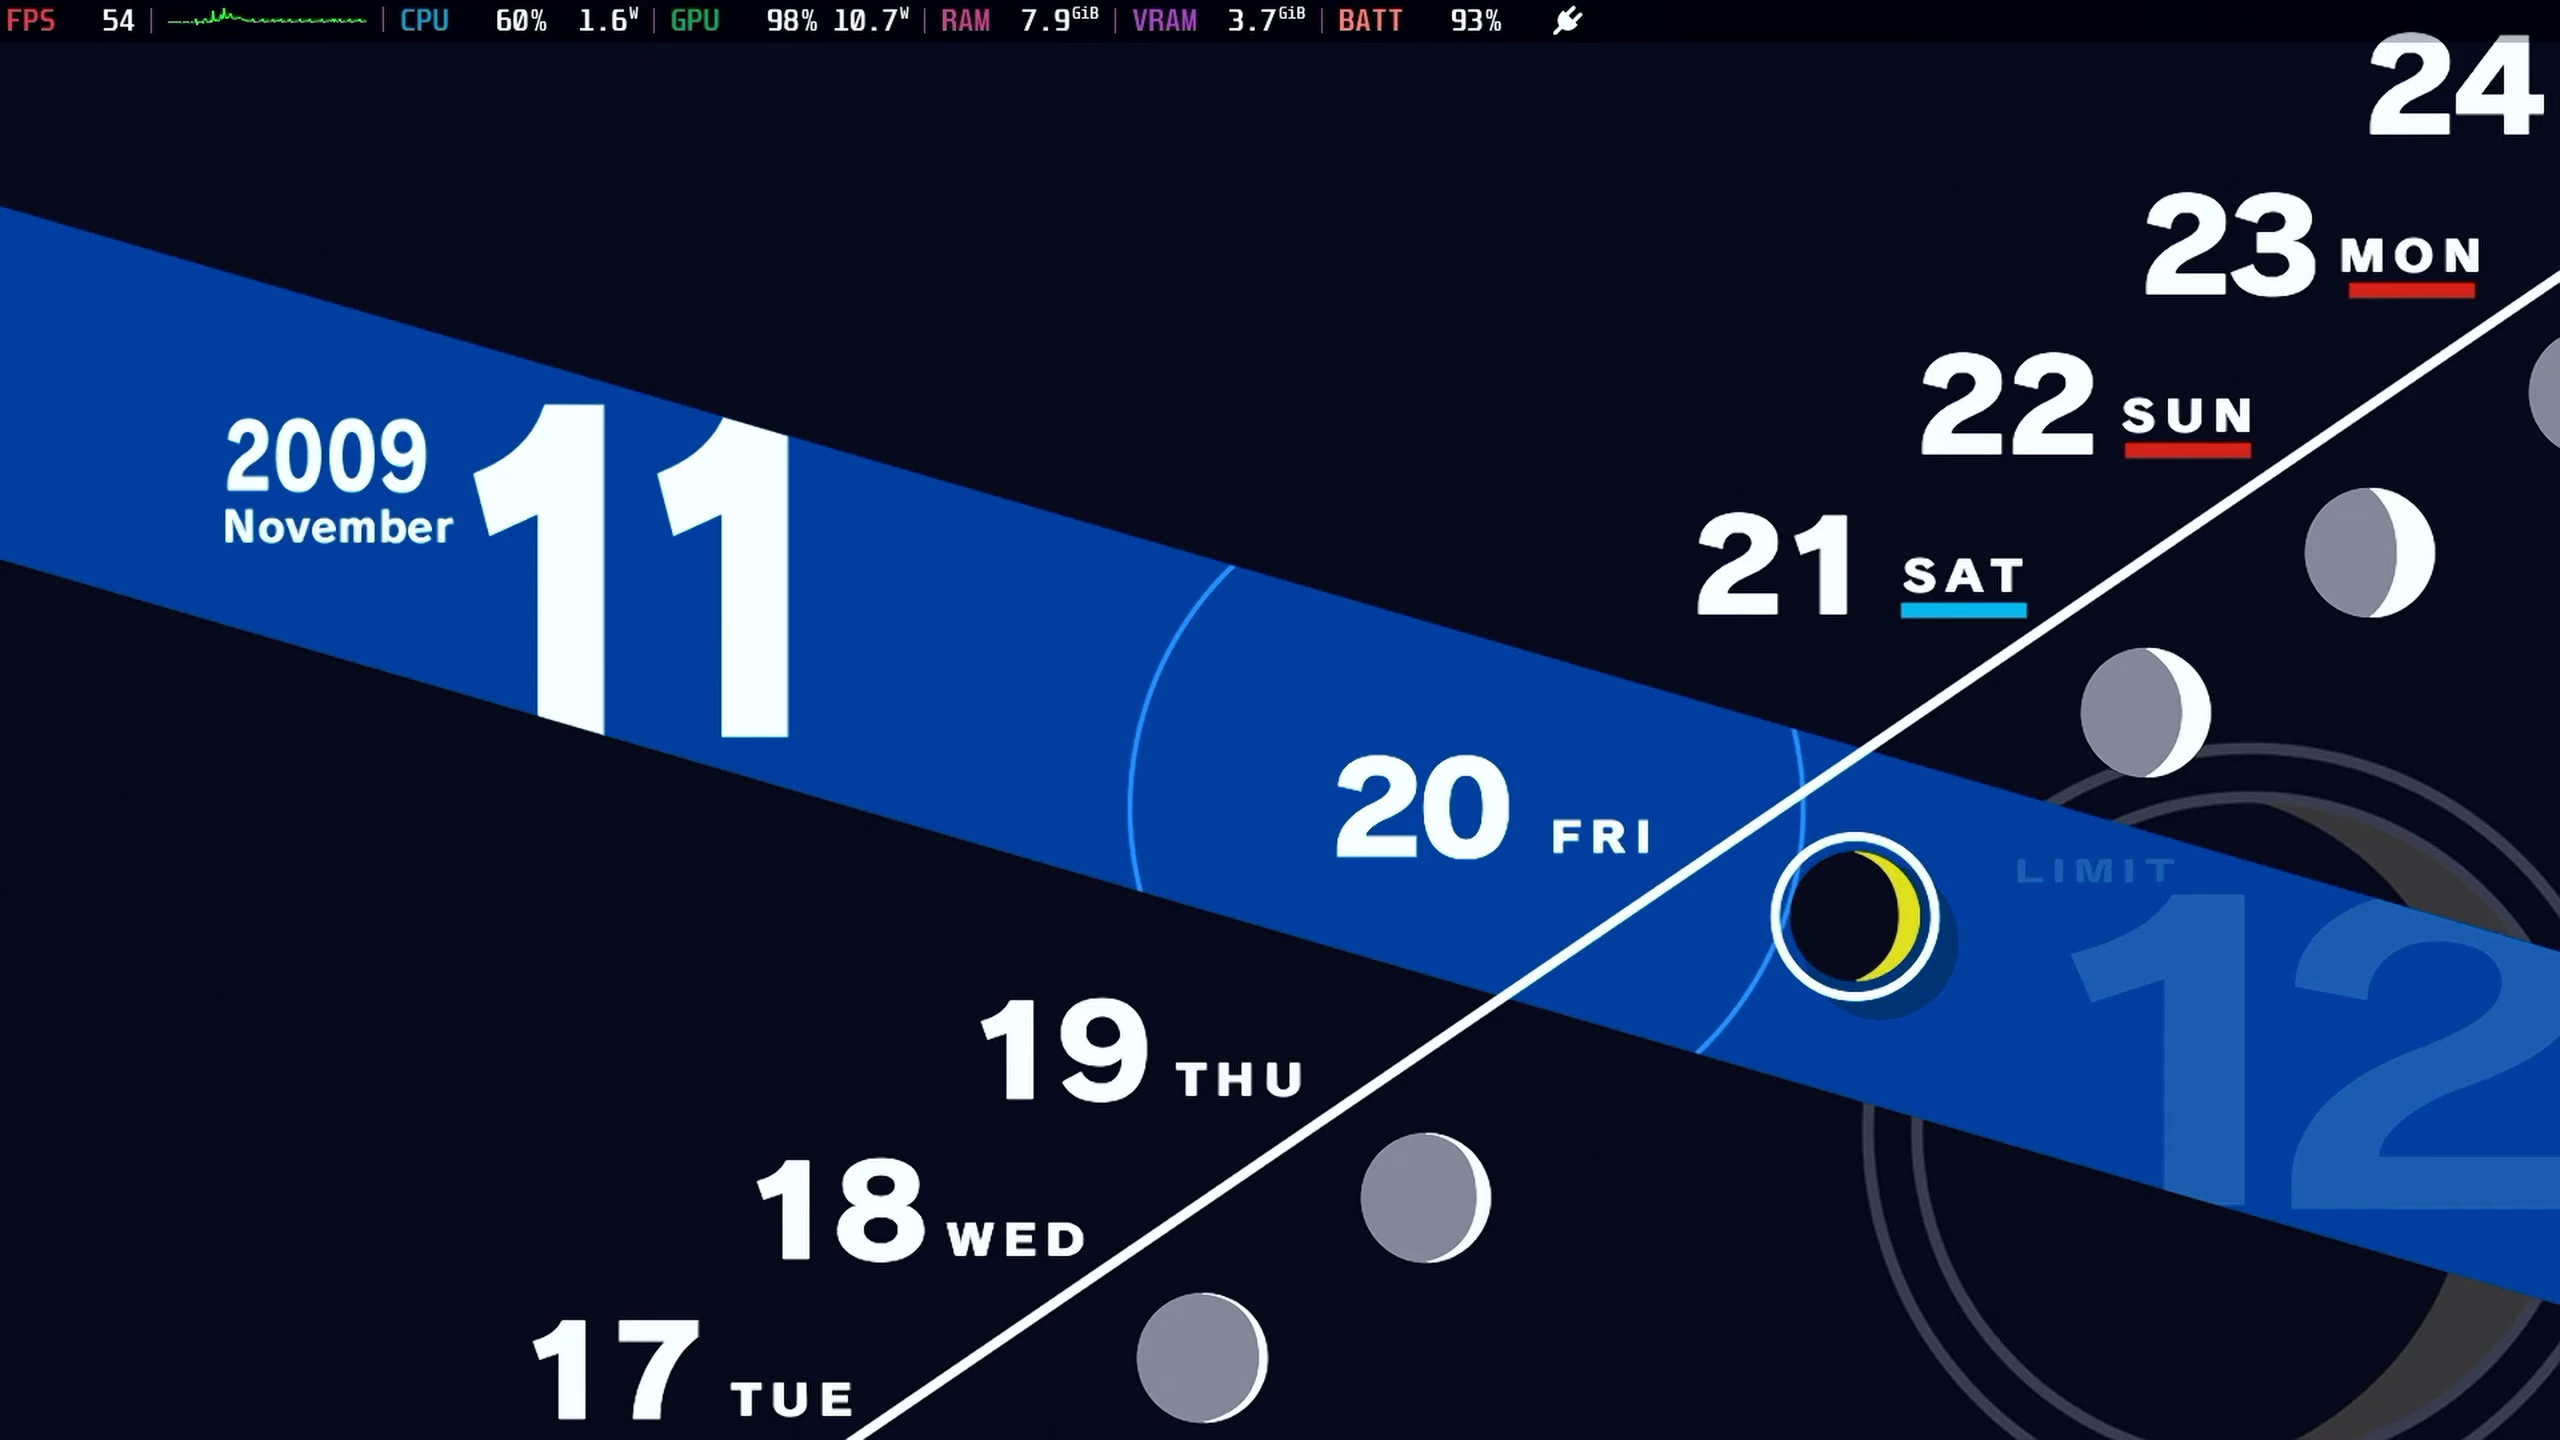 FPS 54 CPU 60% 1.6W GPU 98% 10.7W RAM 7.9GiB VRAM 3.7GiB BATT 93%
24
23 MON
22 SUN
21 SAT
2009
November
11
20 FRI
LIMIT
12
19 THU
18 WED
17 TUE